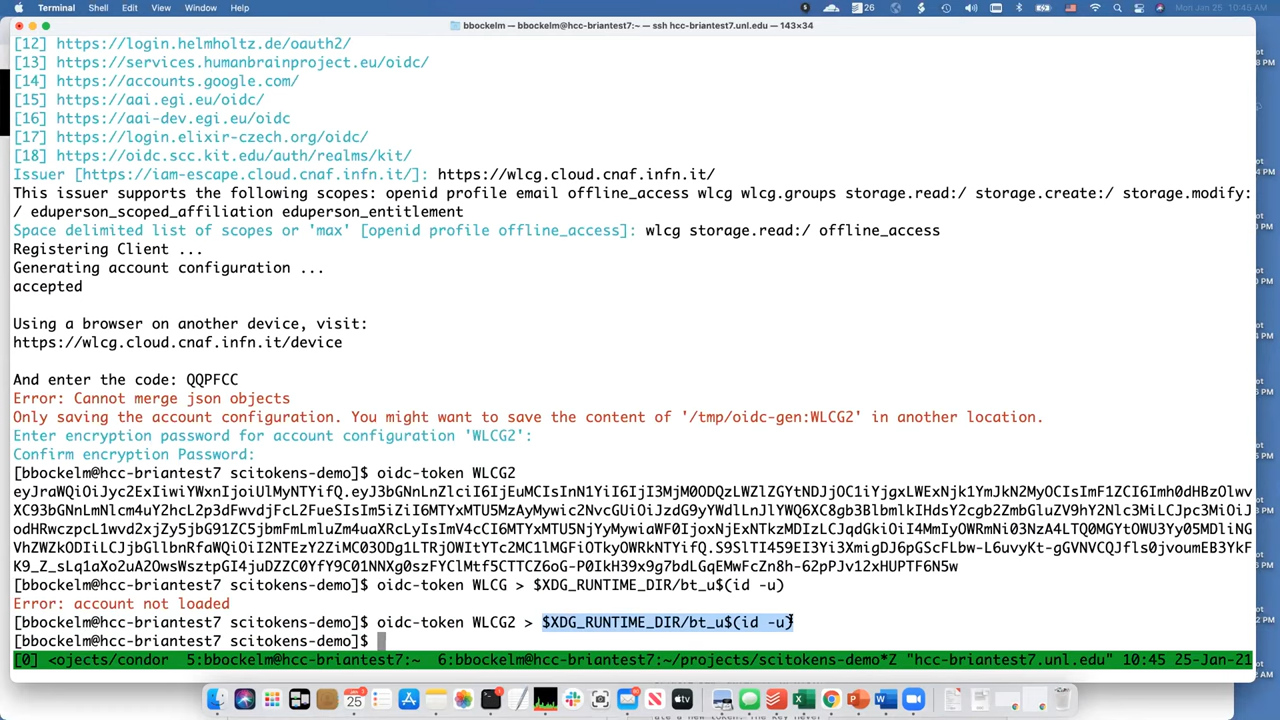 Terminal Shell Edit View Window Help 26 Mon Jun 25 10:45 AM
bbockelm — bbockelm@hcc-briantest7:~ — ssh hcc-briantest7.unl.edu — 143×34
[12] https://login.helmholtz.de/oauth2/
[13] https://services.humanbrainproject.eu/oidc/
[14] https://accounts.google.com/
[15] https://aai.egi.eu/oidc/
[16] https://aai-dev.egi.eu/oidc
[17] https://login.elixir-czech.org/oidc/
[18] https://oidc.scc.kit.edu/auth/realms/kit/
Issuer [https://iam-escape.cloud.cnaf.infn.it/]: https://wlcg.cloud.cnaf.infn.it/
This issuer supports the following scopes: openid profile email offline_access wlcg wlcg.groups storage.read:/ storage.create:/ storage.modify:
/ eduperson_scoped_affiliation eduperson_entitlement
Space delimited list of scopes or 'max' [openid profile offline_access]: wlcg storage.read:/ offline_access
Registering Client ...
Generating account configuration ...
accepted
Using a browser on another device, visit:
https://wlcg.cloud.cnaf.infn.it/device
And enter the code: QQPFCC
Error: Cannot merge json objects
Only saving the account configuration. You might want to save the content of '/tmp/oidc-gen:WLCG2' in another location.
Enter encryption password for account configuration 'WLCG2':
Confirm encryption Password:
[bbockelm@hcc-briantest7 scitokens-demo]$ oidc-token WLCG2
[bbockelm@hcc-briantest7 scitokens-demo]$ oidc-token WLCG > $XDG_RUNTIME_DIR/bt_u$(id -u)
Error: account not loaded
[bbockelm@hcc-briantest7 scitokens-demo]$ oidc-token WLCG2 > $XDG_RUNTIME_DIR/bt_u$(id -u)
[bbockelm@hcc-briantest7 scitokens-demo]$
[0] <ojects/condor 5:bbockelm@hcc-briantest7:~ 6:bbockelm@hcc-briantest7:~/projects/scitokens-demo*Z "hcc-briantest7.unl.edu" 10:45 25-Jan-21